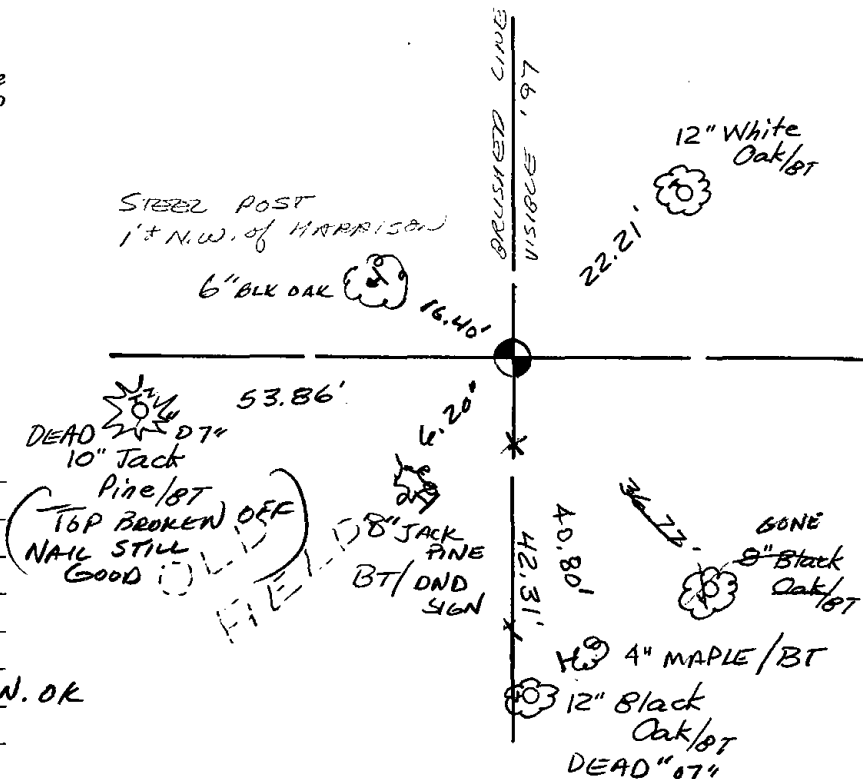 BRUSHED LINE
VISIBLE '97
12" White
Oak/BT
22.21'
STEEL POST
1'± N.W. of HARRISON
6" BLK OAK
16.40'
53.86'
6.20'
DEAD 07"
10" Jack
Pine/BT
(TOP BROKEN OFF
NAIL STILL
GOOD)
OLD
FIELD
8" JACK
PINE
BT/DND
SIGN
42.31'
40.80'
36.77'
GONE
8" Black
Oak/BT
4" MAPLE/BT
12" Black
Oak/BT
DEAD "07"
N. OK